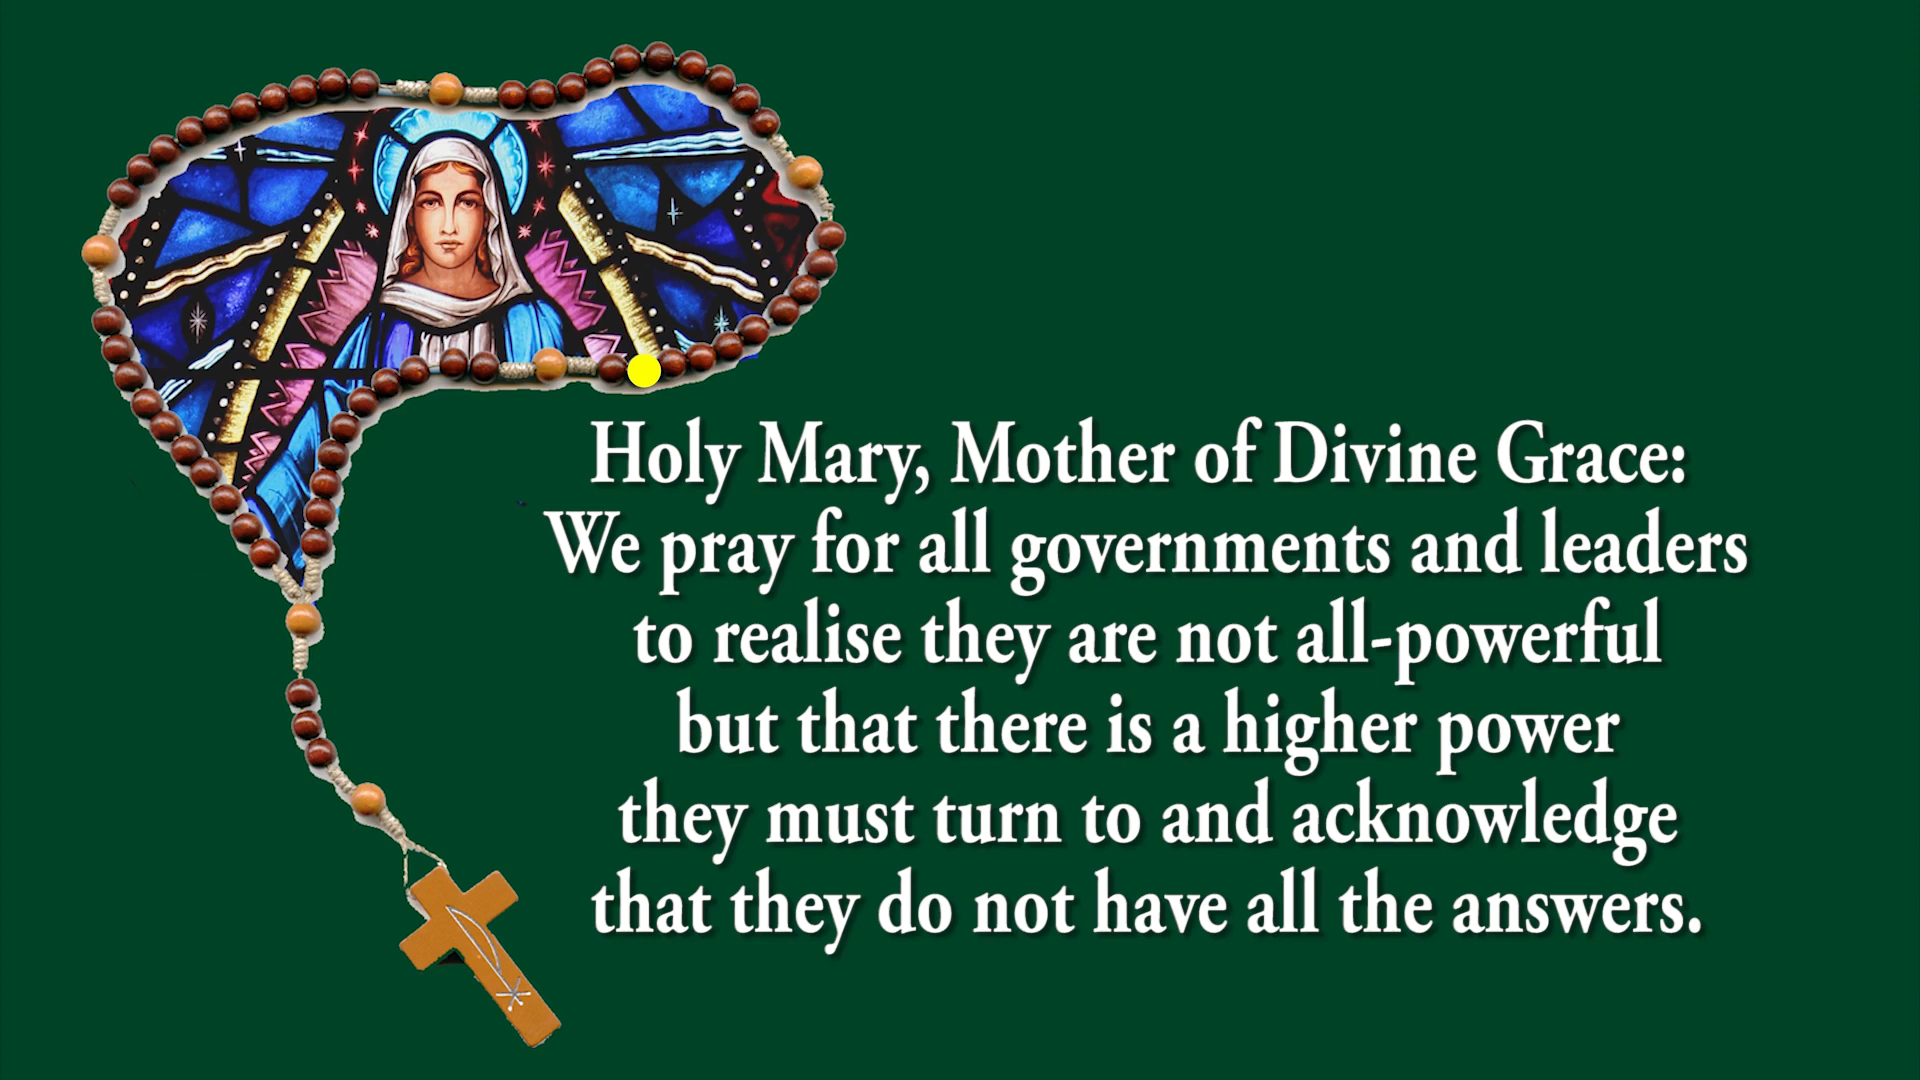 Holy Mary, Mother of Divine Grace:
We pray for all governments and leaders
to realise they are not all-powerful
but that there is a higher power
they must turn to and acknowledge
that they do not have all the answers.